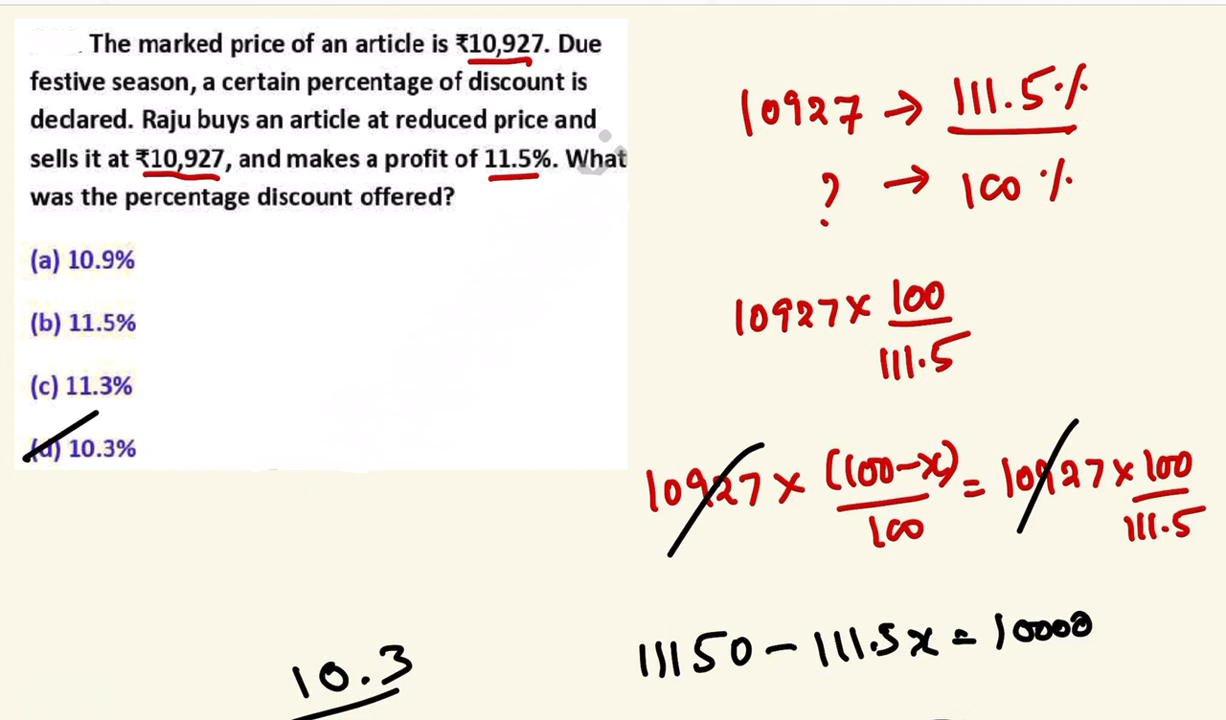 The marked price of an article is ₹10,927. Due
festive season, a certain percentage of discount is
declared. Raju buys an article at reduced price and
sells it at ₹10,927, and makes a profit of 11.5%. What
was the percentage discount offered?
(a) 10.9%
(b) 11.5%
(c) 11.3%
(d) 10.3%
10927 → 111.5%
? → 100%
10927 × 100/111.5
10927 × (100-x)/100 = 10927 × 100/111.5
11150 - 111.5x = 10000
10.3